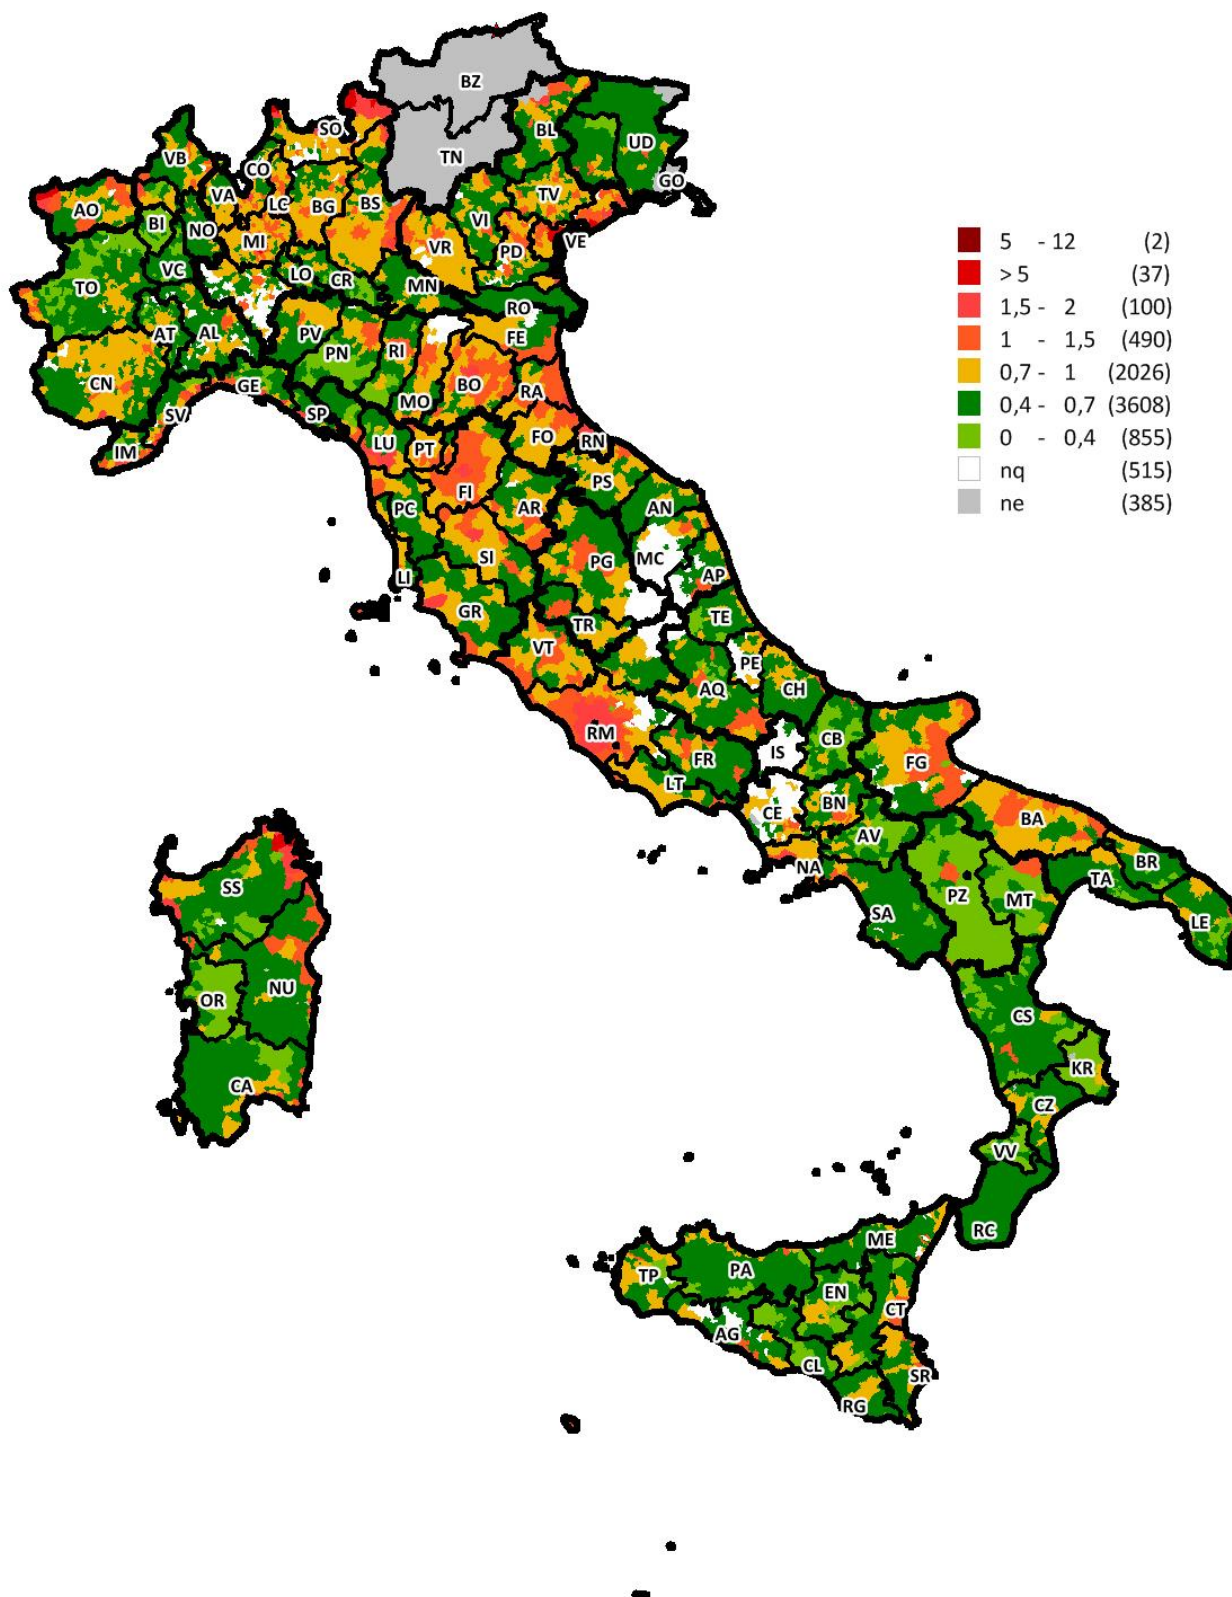 BZ
SO
BL
UD
VB
TN
CO
GO
VA
LC
BG
BS
TV
AO
BI
NO
VI
MI
VR
PD
VE
VC
LO
CR
TO
MN
RO
AT
AL
PV
PN
RI
FE
CN
GE
MO
BO
RA
SV
SP
IM
LU
PT
FO
RN
FI
PS
PC
AR
AN
SI
PG
MC
LI
AP
GR
TR
TE
VT
PE
AQ
CH
RM
FR
IS
CB
FG
LT
CE
BN
BA
AV
NA
BR
TA
SS
PZ
MT
SA
LE
OR
NU
CS
KR
CA
CZ
VV
RC
ME
TP
PA
EN
CT
AG
CL
SR
RG
5 - 12 (2)
> 5 (37)
1,5 - 2 (100)
1 - 1,5 (490)
0,7 - 1 (2026)
0,4 - 0,7 (3608)
0 - 0,4 (855)
nq (515)
ne (385)